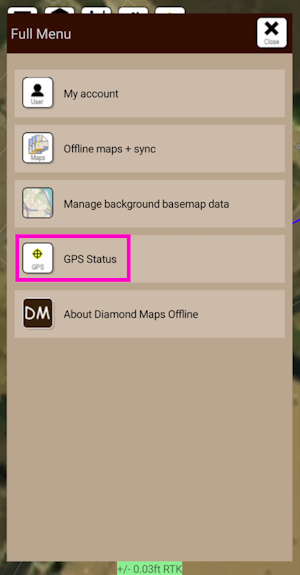 Full Menu
Close
User
My account
Maps
Offline maps + sync
Manage background basemap data
GPS
GPS Status
DM
About Diamond Maps Offline
+/- 0.03ft RTK